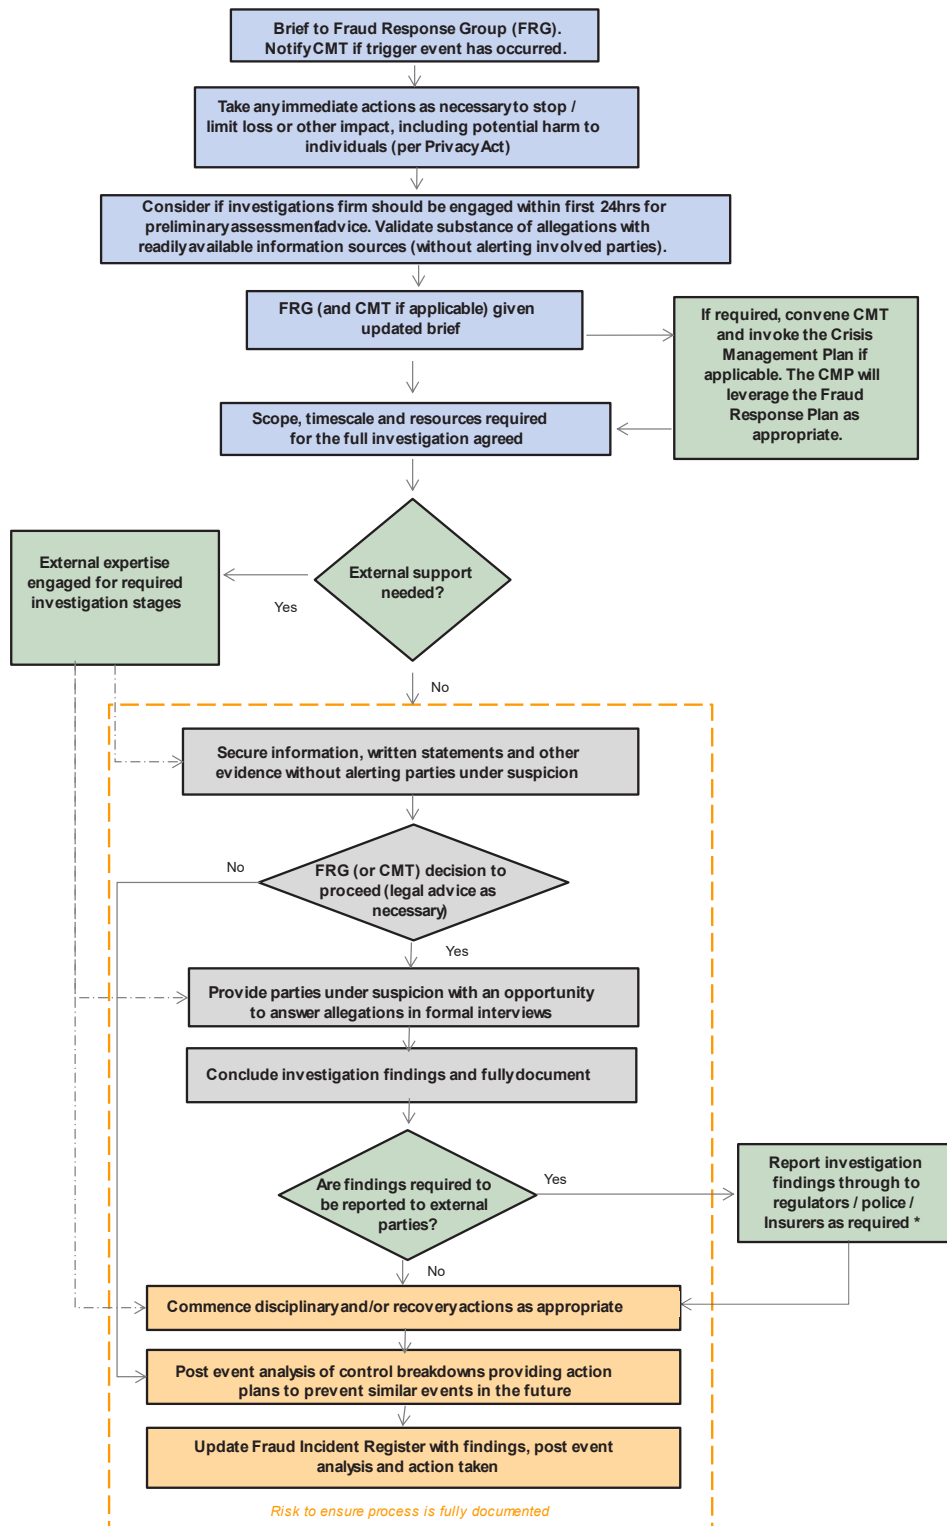 Brief to Fraud Response Group (FRG).
Notify CMT if trigger event has occurred.
Take any immediate actions as necessary to stop /
limit loss or other impact, including potential harm to
individuals (per Privacy Act)
Consider if investigations firm should be engaged within first 24hrs for
preliminary assessment/advice. Validate substance of allegations with
readily available information sources (without alerting involved parties).
FRG (and CMT if applicable) given
updated brief
If required, convene CMT
and invoke the Crisis
Management Plan if
applicable. The CMP will
leverage the Fraud
Response Plan as
appropriate.
Scope, timescale and resources required
for the full investigation agreed
External support
needed?
Yes
External expertise
engaged for required
investigation stages
No
Secure information, written statements and other
evidence without alerting parties under suspicion
FRG (or CMT) decision to
proceed (legal advice as
necessary)
No
Yes
Provide parties under suspicion with an opportunity
to answer allegations in formal interviews
Conclude investigation findings and fully document
Are findings required to
be reported to external
parties?
Yes
Report investigation
findings through to
regulators / police /
Insurers as required *
No
Commence disciplinary and/or recovery actions as appropriate
Post event analysis of control breakdowns providing action
plans to prevent similar events in the future
Update Fraud Incident Register with findings, post event
analysis and action taken
Risk to ensure process is fully documented